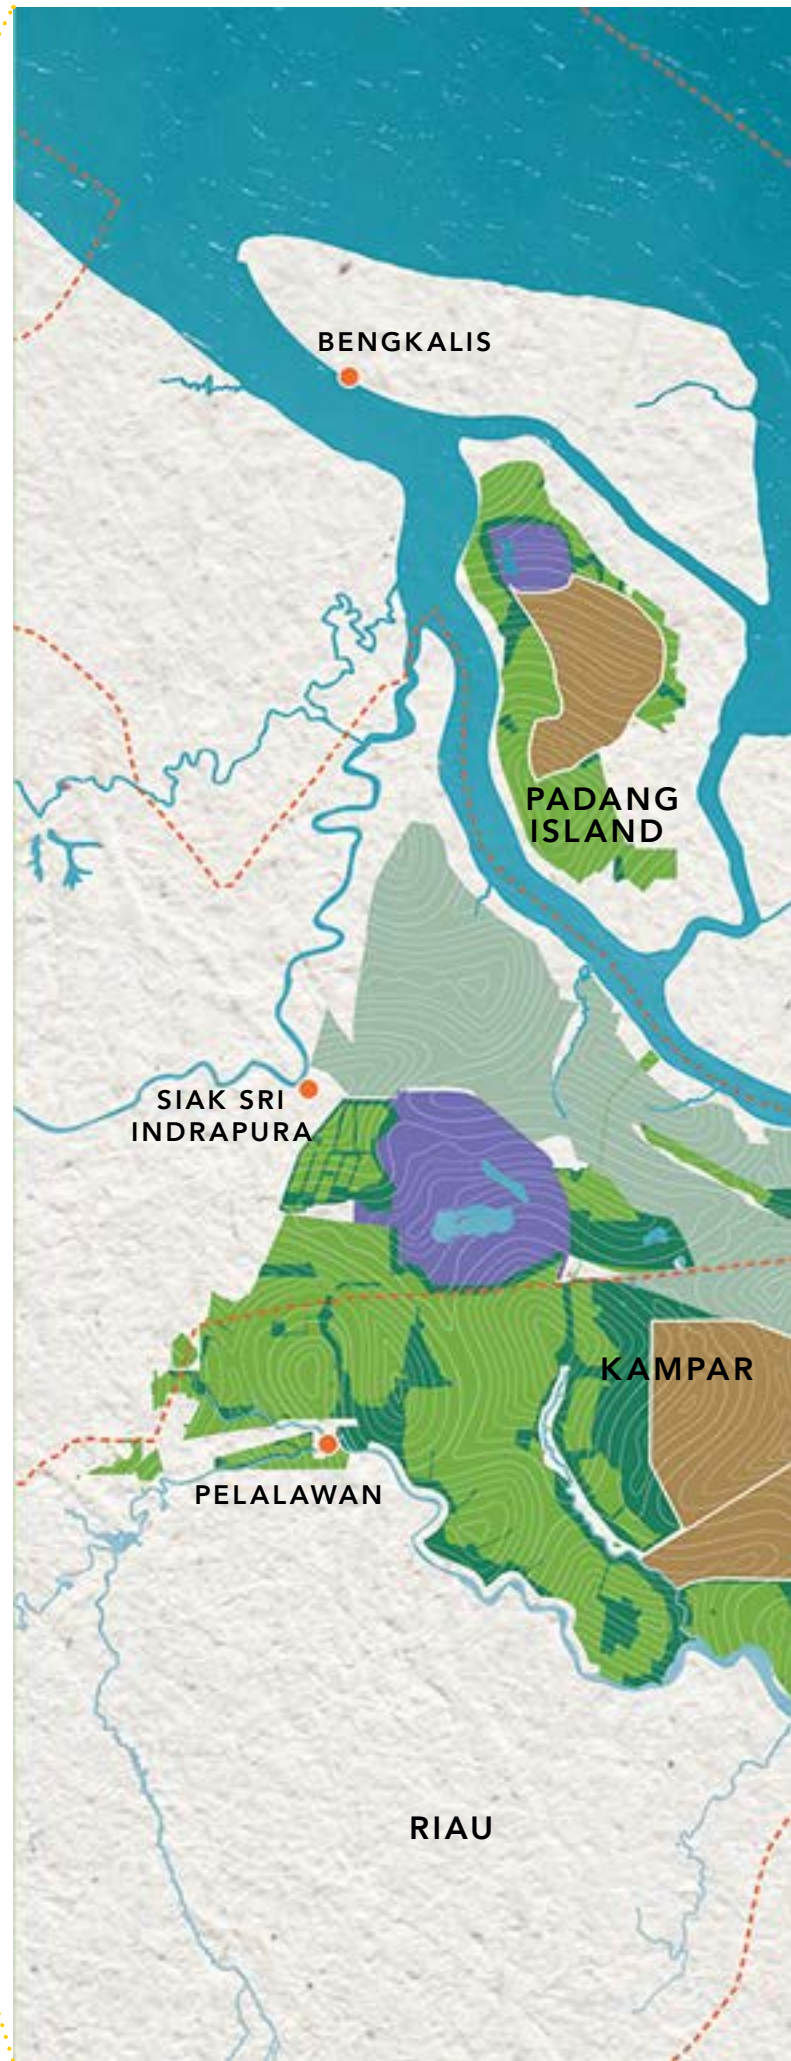 BENGKALIS
PADANG
ISLAND
SIAK SRI
INDRAPURA
KAMPAR
PELALAWAN
RIAU